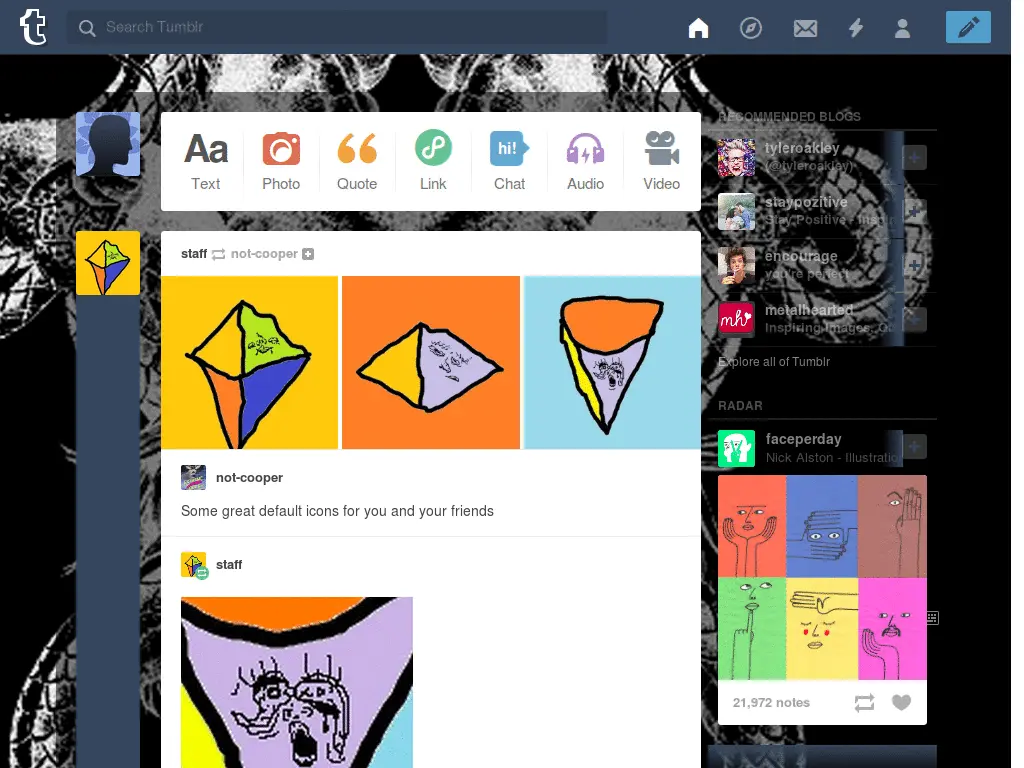 t
Search Tumblr
Aa
hi!
Text
Photo
Quote
Link
Chat
Audio
Video
staff not-cooper
not-cooper
Some great default icons for you and your friends
staff
RECOMMENDED BLOGS
tyleroakley
(@tyleroakley)
staypozitive
Stay Positive - Inspir
encourage
you're perfect
mh
metalhearted
Inspiring Images, Q
Explore all of Tumblr
RADAR
faceperday
Nick Alston - Illustratio
21,972 notes